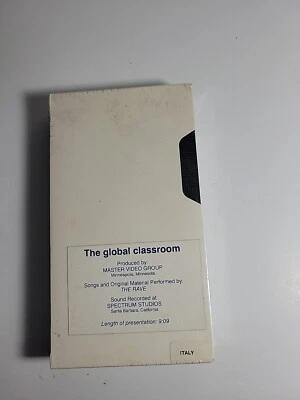 The global classroom
Produced by
MASTER VIDEO GROUP
Minneapolis, Minnesota
Songs and Original Material Performed by:
THE RAVE
Sound Recorded at
SPECTRUM STUDIOS
Santa Barbara, California
Length of presentation: 9:09
ITALY